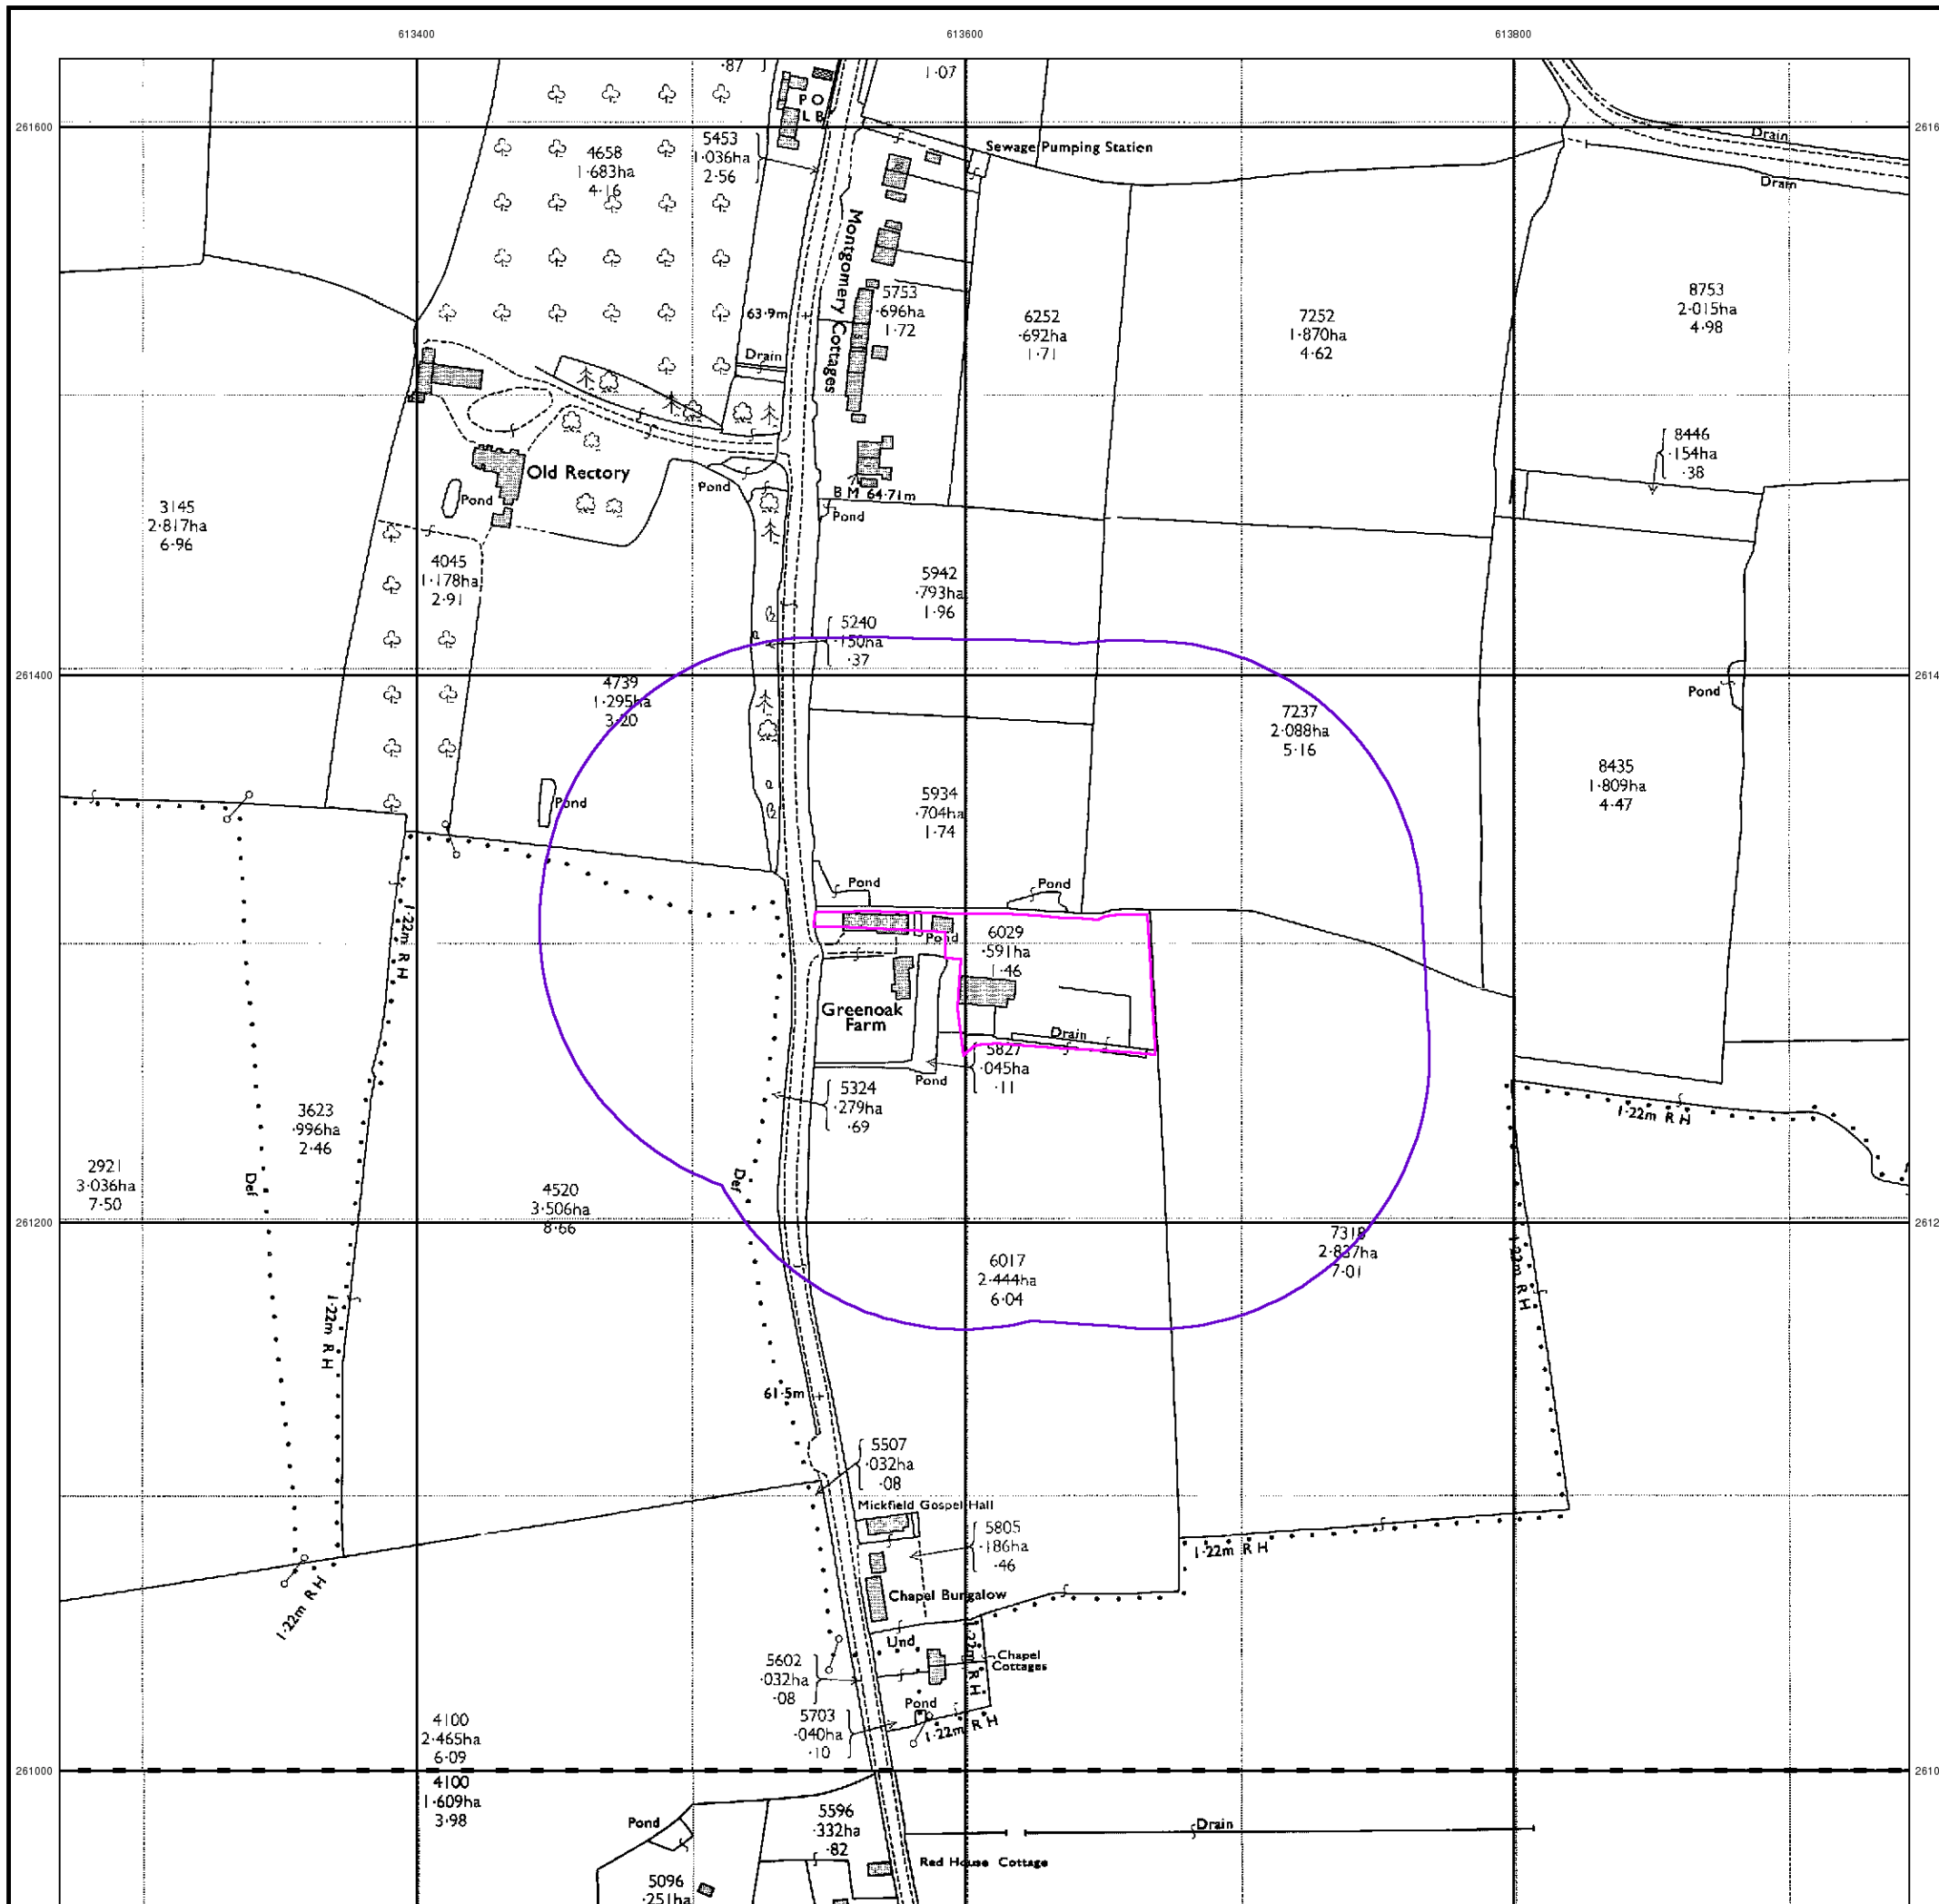 613400
613600
613800
261600
2616
·87
1·07
P O
L B
5453
1·036ha
2·56
4658
1·683ha
4·16
Sewage Pumping Station
Drain
Drain
Montgomery Cottages
63·9m
5753
·696ha
1·72
6252
·692ha
1·71
7252
1·870ha
4·62
8753
2·015ha
4·98
Drain
8446
·154ha
·38
Old Rectory
Pond
Pond
B M 64·71m
Pond
3145
2·817ha
6·96
4045
1·178ha
2·91
5942
·793ha
1·96
5240
·150ha
·37
261400
2614
4739
1·295ha
3·20
7237
2·088ha
5·16
Pond
8435
1·809ha
4·47
5934
·704ha
1·74
Pond
Pond
Pond
1·22m R H
Pond
6029
·591ha
1·46
Greenoak
Farm
Drain
5827
·045ha
·11
Pond
5324
·279ha
·69
3623
·996ha
2·46
1·22m R H
2921
3·036ha
7·50
Def
Def
4520
3·506ha
8·66
261200
2612
6017
2·444ha
6·04
7318
2·837ha
7·01
1·22m R H
1·22m R H
61·5m
5507
·032ha
·08
Mickfield Gospel Hall
5805
·186ha
·46
1·22m R H
1·22m R H
Chapel Bungalow
Und
1·22m R H
Chapel
Cottages
5602
·032ha
·08
Pond
5703
·040ha
·10
1·22m R H
4100
2·465ha
6·09
261000
2610
4100
1·609ha
3·98
Pond
5596
·332ha
·82
Drain
Red House Cottage
5096
·251ha